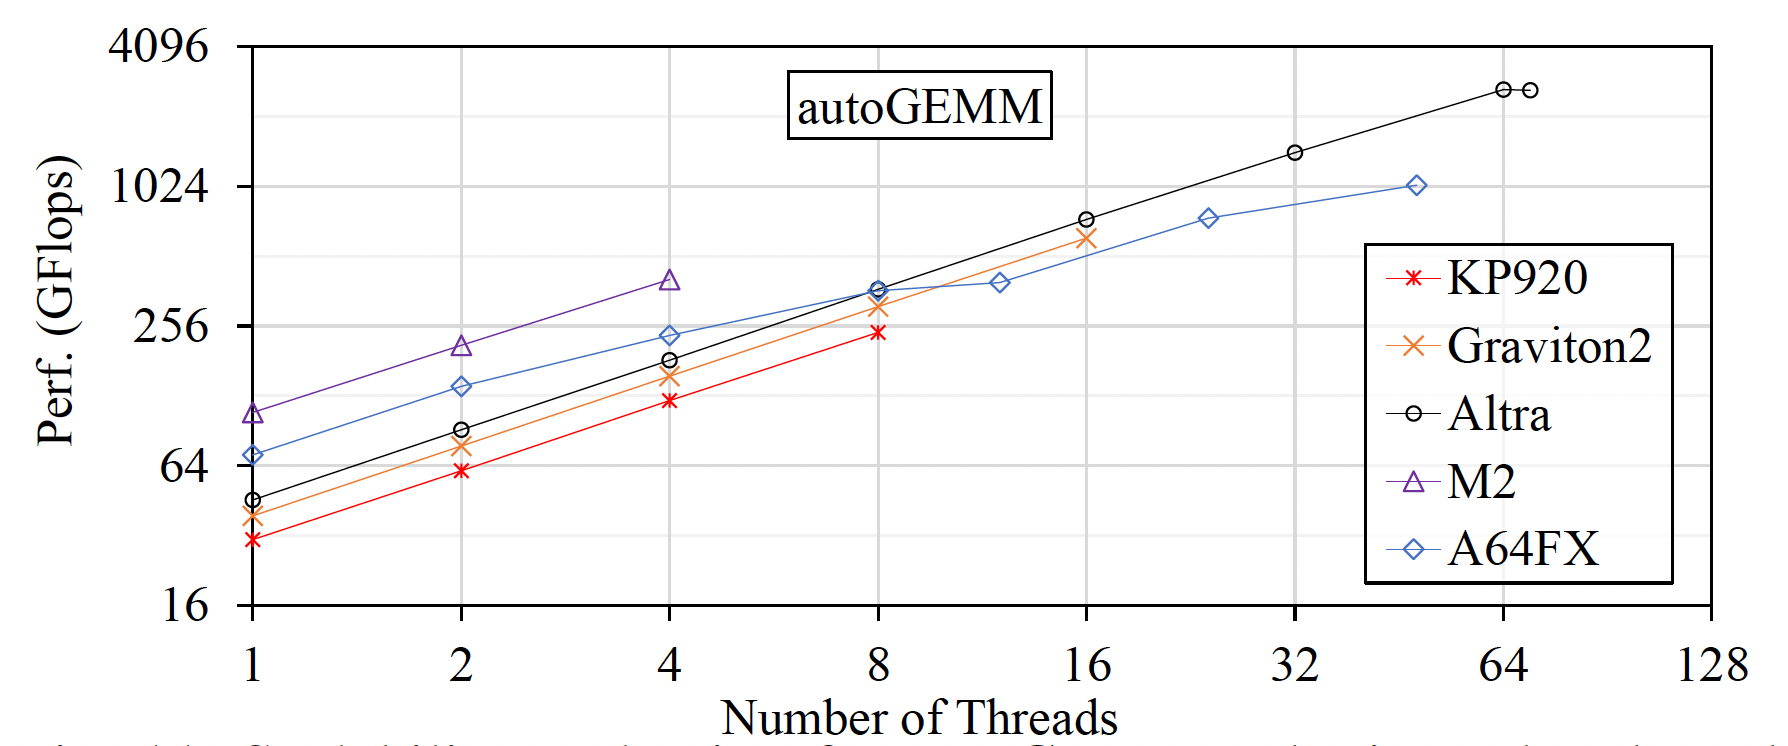 4096
1024
256
64
16
Perf. (GFlops)
autoGEMM
KP920
Graviton2
Altra
M2
A64FX
1 2 4 8 16 32 64 128
Number of Threads